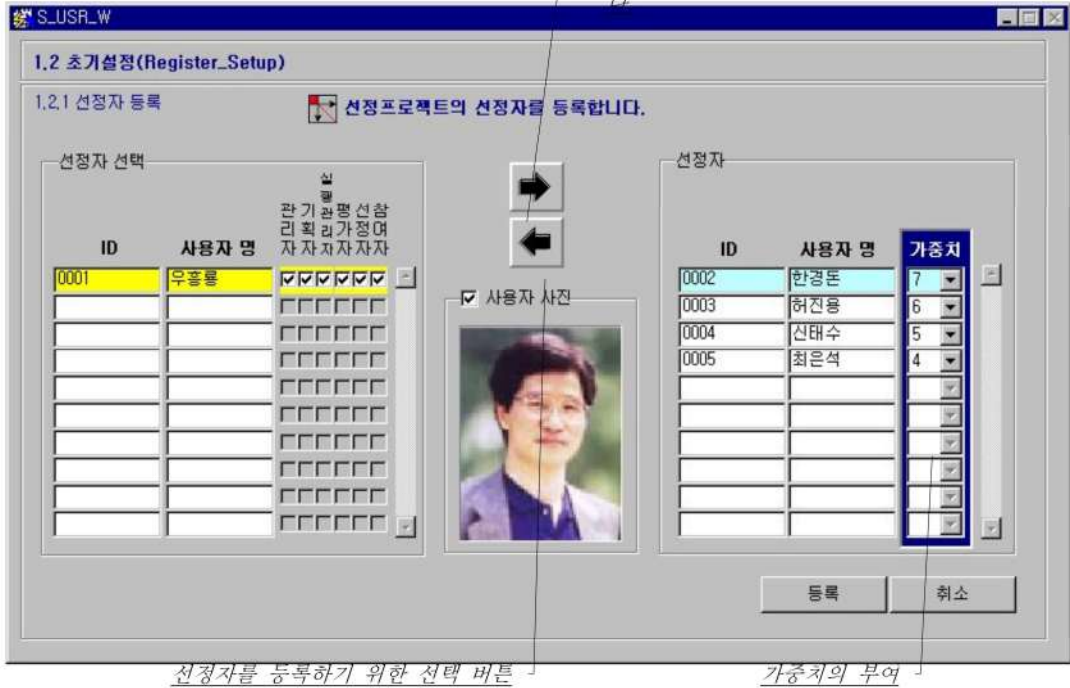 S_USR_W
1.2 초기설정(Register_Setup)
1.2.1 선정자 등록
선정프로젝트의 선정자를 등록합니다.
선정자 선택
ID 사용자 명 관리자 기획자 실행관리자 평가자 선정자 참여자
0001 우흥룡
사용자 사진
선정자
ID 사용자 명 가중치
0002 한경돈 7
0003 허진용 6
0004 신태수 5
0005 최은석 4
등록 취소
선정자를 등록하기 위한 선택 버튼
가중치의 부여